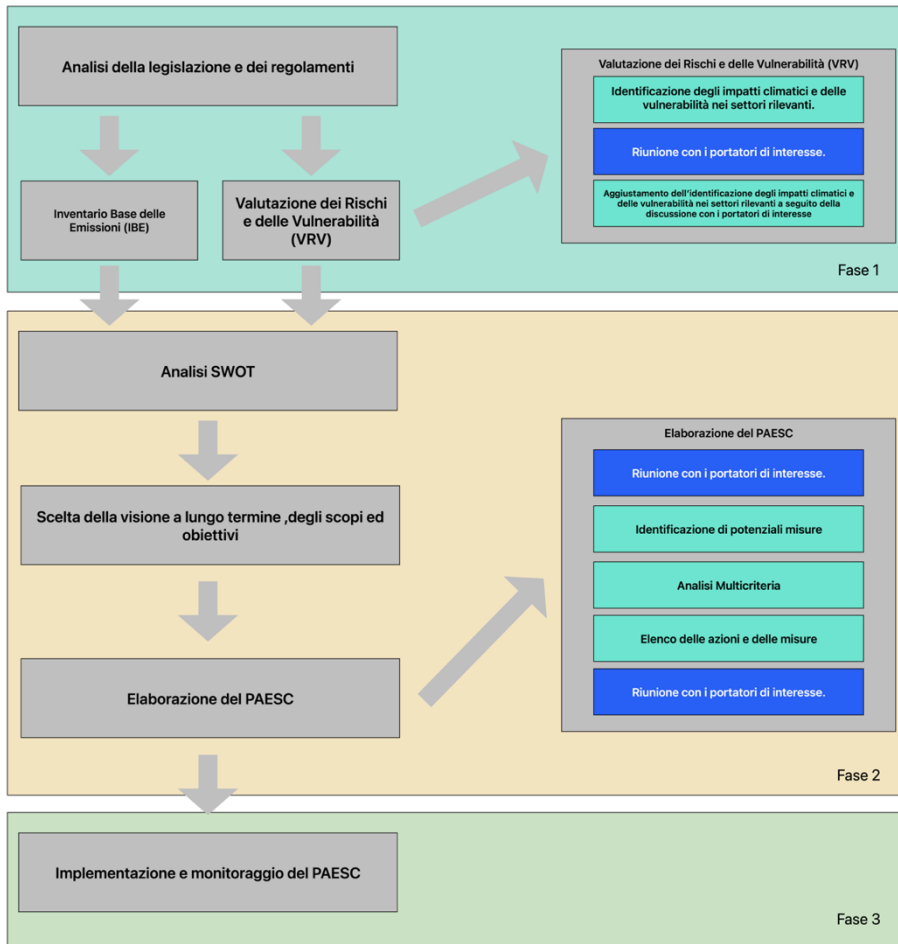 Analisi della legislazione e dei regolamenti
Inventario Base delle
Emissioni (IBE)
Valutazione dei Rischi
e delle Vulnerabilità
(VRV)
Valutazione dei Rischi e delle Vulnerabilità (VRV)
Identificazione degli impatti climatici e delle
vulnerabilità nei settori rilevanti.
Riunione con i portatori di interesse.
Aggiustamento dell'identificazione degli impatti climatici e
delle vulnerabilità nei settori rilevanti a seguito della
discussione con i portatori di interesse
Fase 1
Analisi SWOT
Scelta della visione a lungo termine ,degli scopi ed
obiettivi
Elaborazione del PAESC
Elaborazione del PAESC
Riunione con i portatori di interesse.
Identificazione di potenziali misure
Analisi Multicriteria
Elenco delle azioni e delle misure
Riunione con i portatori di interesse.
Fase 2
Implementazione e monitoraggio del PAESC
Fase 3